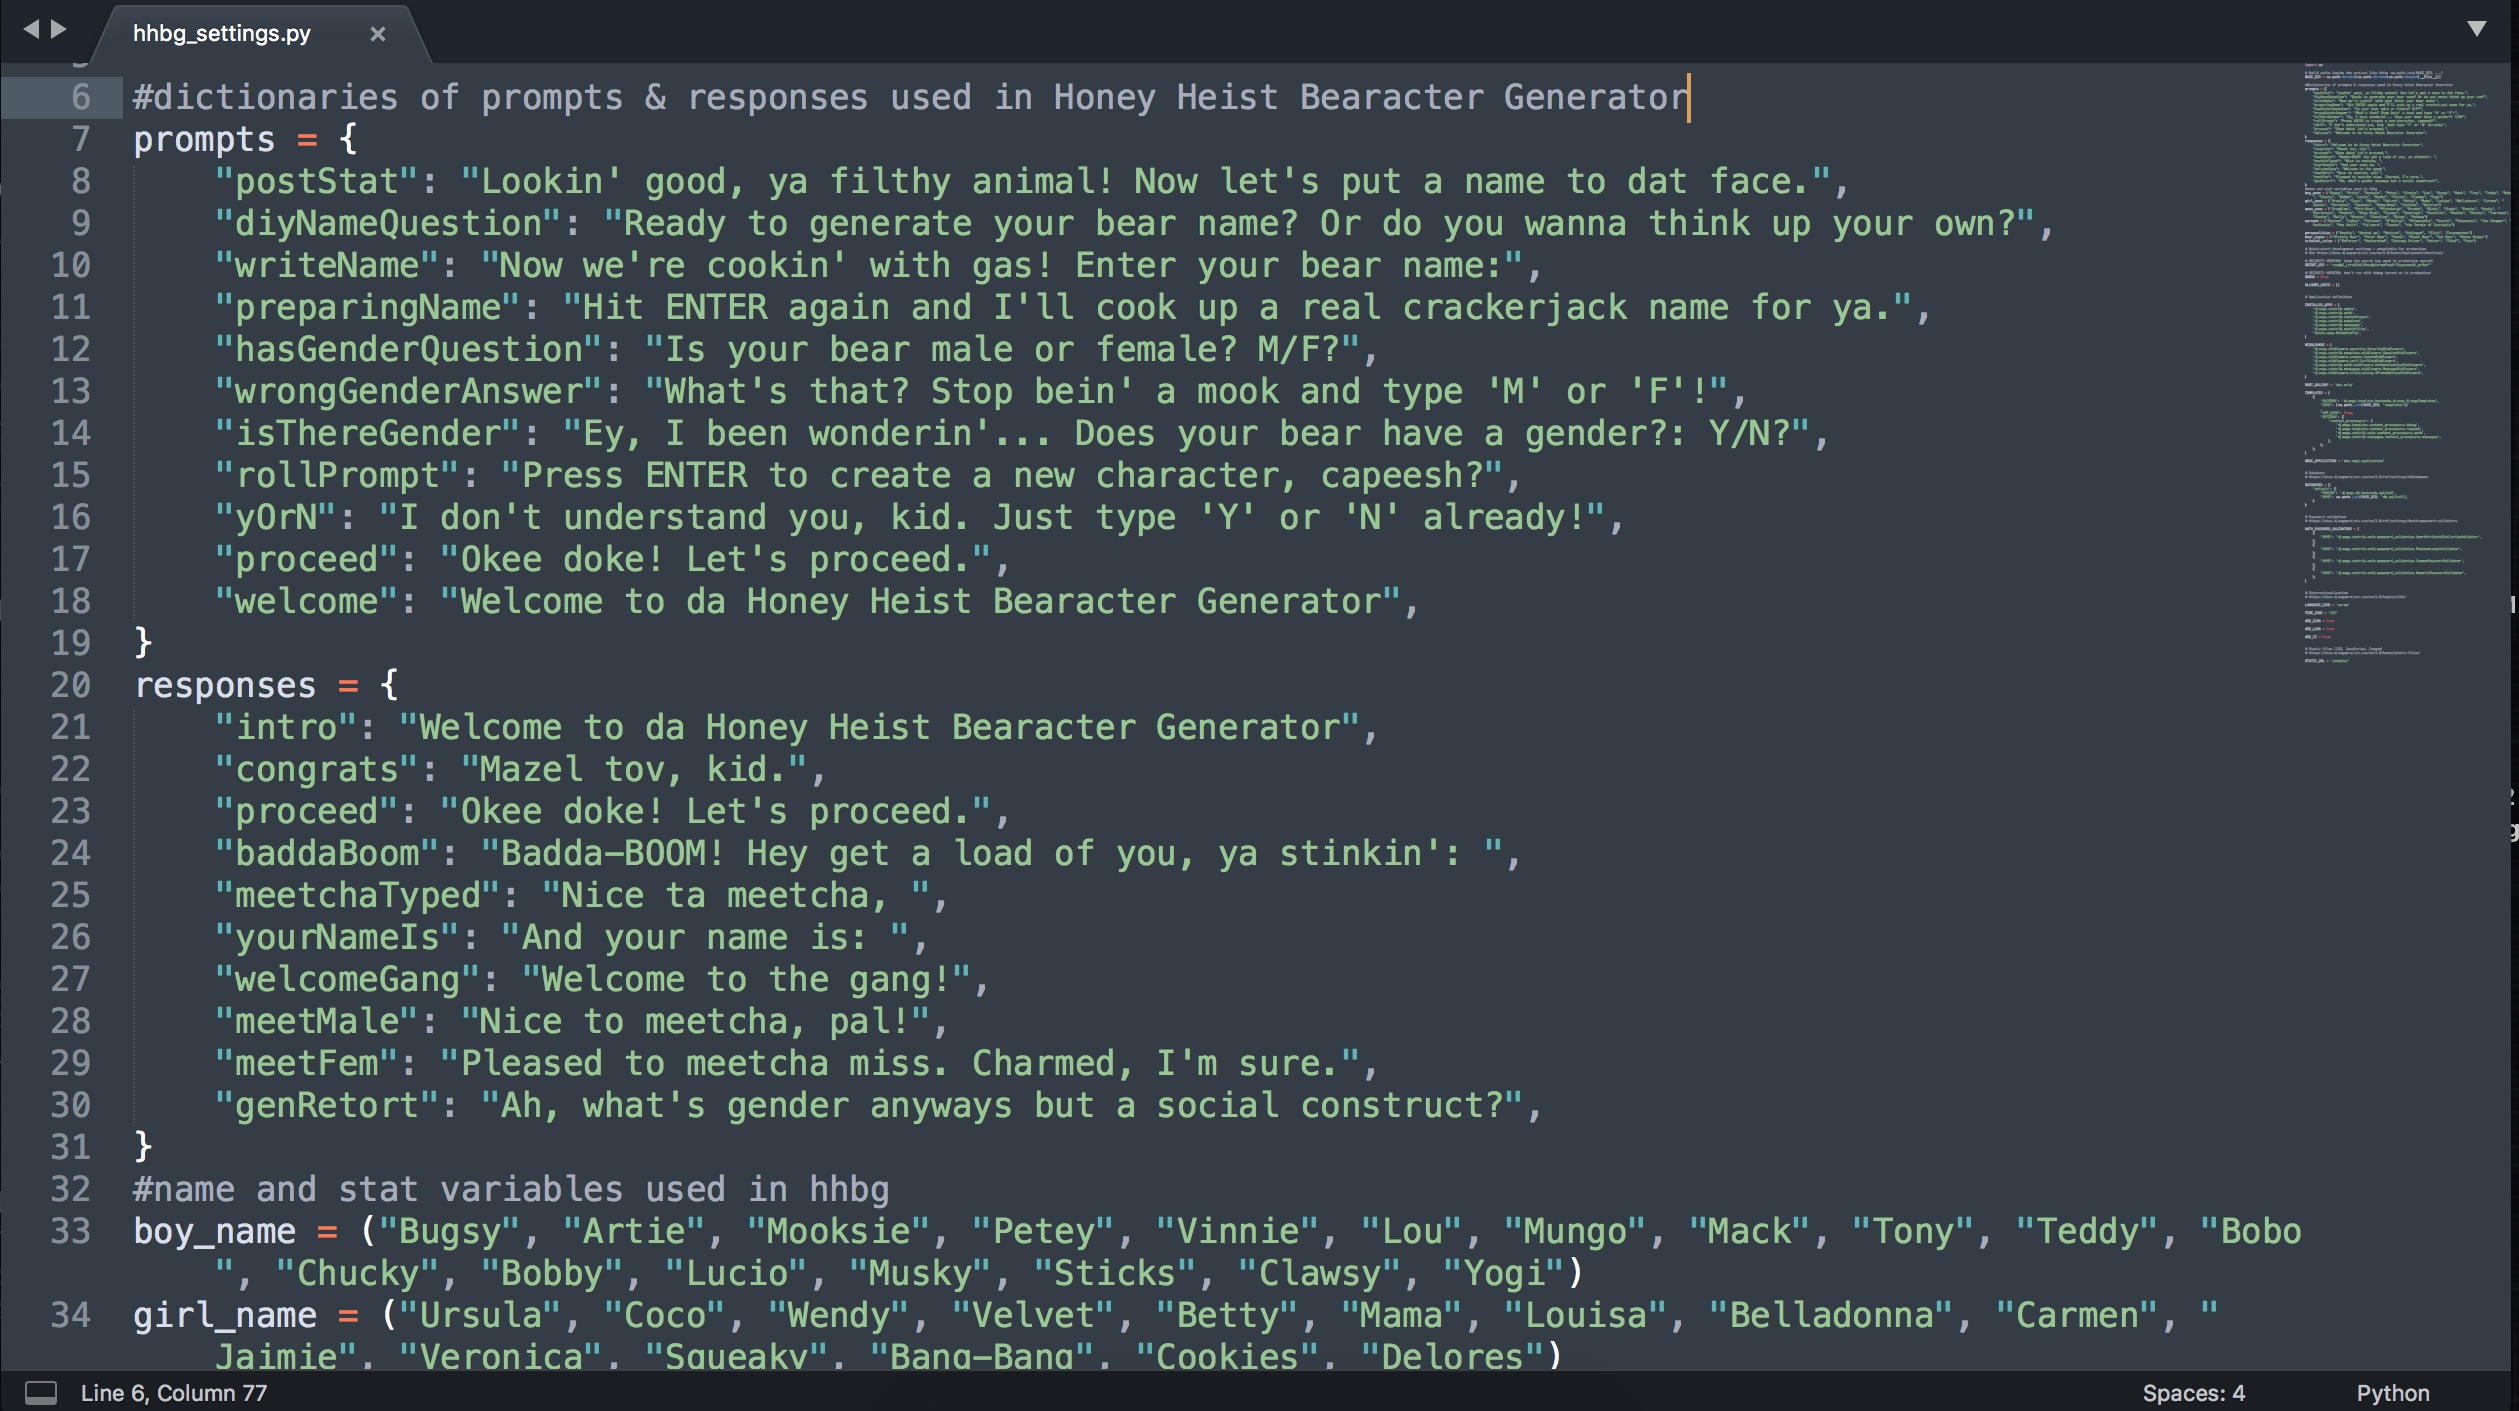 hhbg_settings.py ×
6 #dictionaries of prompts & responses used in Honey Heist Bearacter Generator
7 prompts = {
8 "postStat": "Lookin' good, ya filthy animal! Now let's put a name to dat face.",
9 "diyNameQuestion": "Ready to generate your bear name? Or do you wanna think up your own?",
10 "writeName": "Now we're cookin' with gas! Enter your bear name:",
11 "preparingName": "Hit ENTER again and I'll cook up a real crackerjack name for ya.",
12 "hasGenderQuestion": "Is your bear male or female? M/F?",
13 "wrongGenderAnswer": "What's that? Stop bein' a mook and type 'M' or 'F'!",
14 "isThereGender": "Ey, I been wonderin'... Does your bear have a gender?: Y/N?",
15 "rollPrompt": "Press ENTER to create a new character, capeesh?",
16 "yOrN": "I don't understand you, kid. Just type 'Y' or 'N' already!",
17 "proceed": "Okee doke! Let's proceed.",
18 "welcome": "Welcome to da Honey Heist Bearacter Generator",
19 }
20 responses = {
21 "intro": "Welcome to da Honey Heist Bearacter Generator",
22 "congrats": "Mazel tov, kid.",
23 "proceed": "Okee doke! Let's proceed.",
24 "baddaBoom": "Badda-BOOM! Hey get a load of you, ya stinkin': ",
25 "meetchaTyped": "Nice ta meetcha, ",
26 "yourNameIs": "And your name is: ",
27 "welcomeGang": "Welcome to the gang!",
28 "meetMale": "Nice to meetcha, pal!",
29 "meetFem": "Pleased to meetcha miss. Charmed, I'm sure.",
30 "genRetort": "Ah, what's gender anyways but a social construct?",
31 }
32 #name and stat variables used in hhbg
33 boy_name = ("Bugsy", "Artie", "Mooksie", "Petey", "Vinnie", "Lou", "Mungo", "Mack", "Tony", "Teddy", "Bobo
", "Chucky", "Bobby", "Lucio", "Musky", "Sticks", "Clawsy", "Yogi")
34 girl_name = ("Ursula", "Coco", "Wendy", "Velvet", "Betty", "Mama", "Louisa", "Belladonna", "Carmen", "
Jaimie", "Veronica", "Squeaky", "Bang-Bang", "Cookies", "Delores")
Line 6, Column 77
Spaces: 4
Python